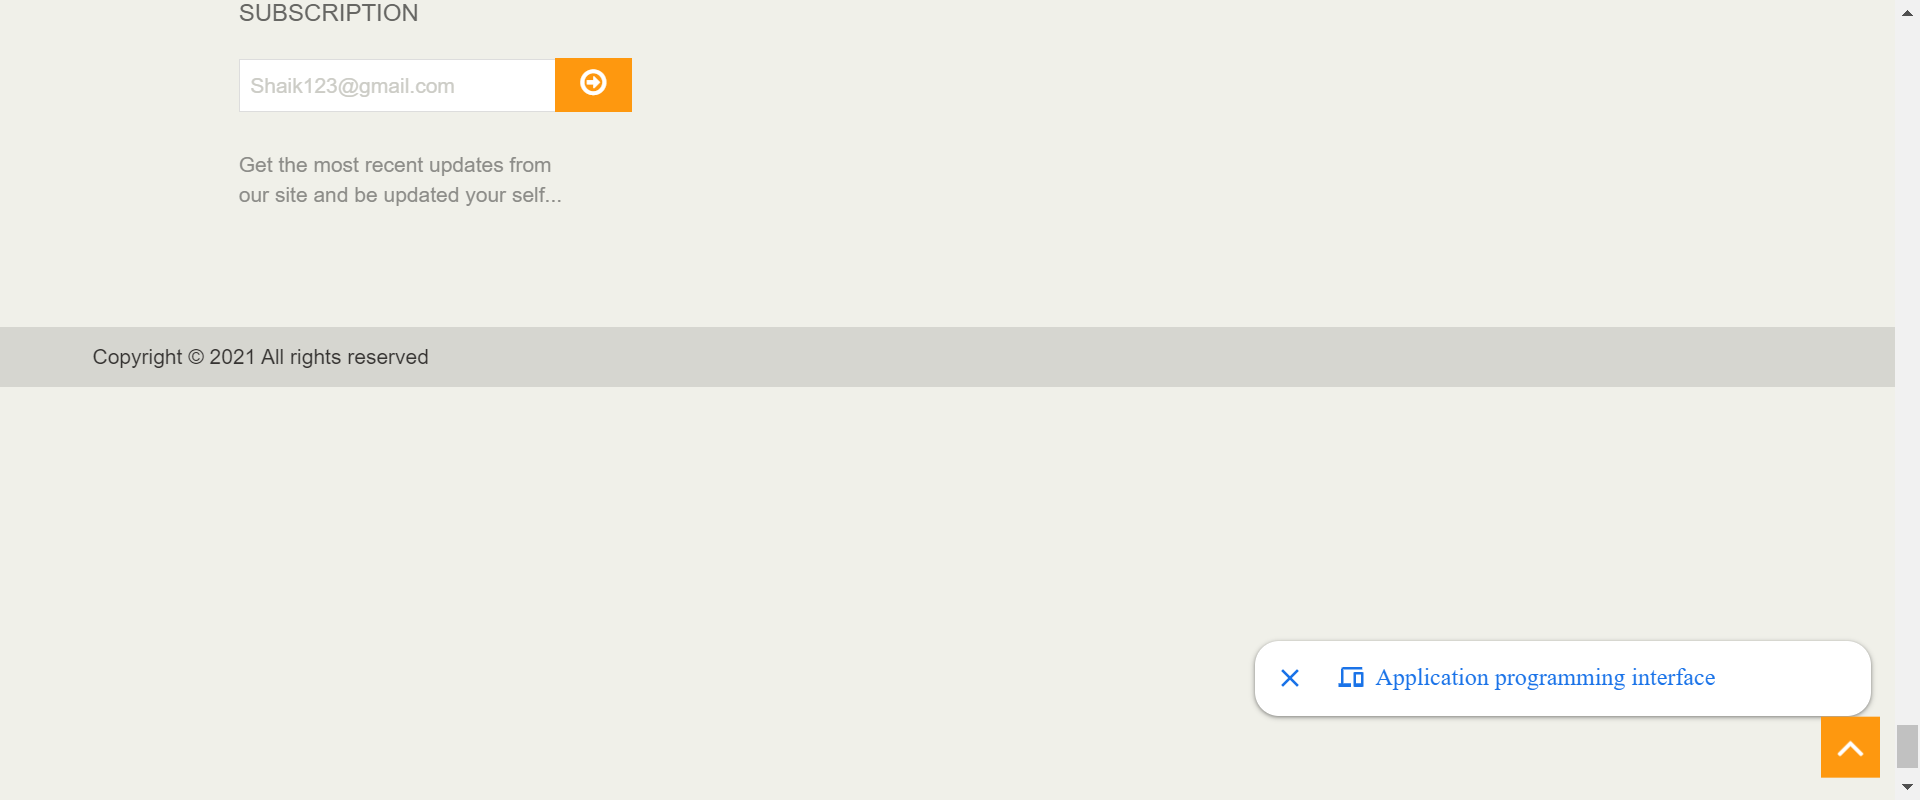 SUBSCRIPTION
Shaik123@gmail.com
Get the most recent updates from
our site and be updated your self...
Copyright © 2021 All rights reserved
Application programming interface